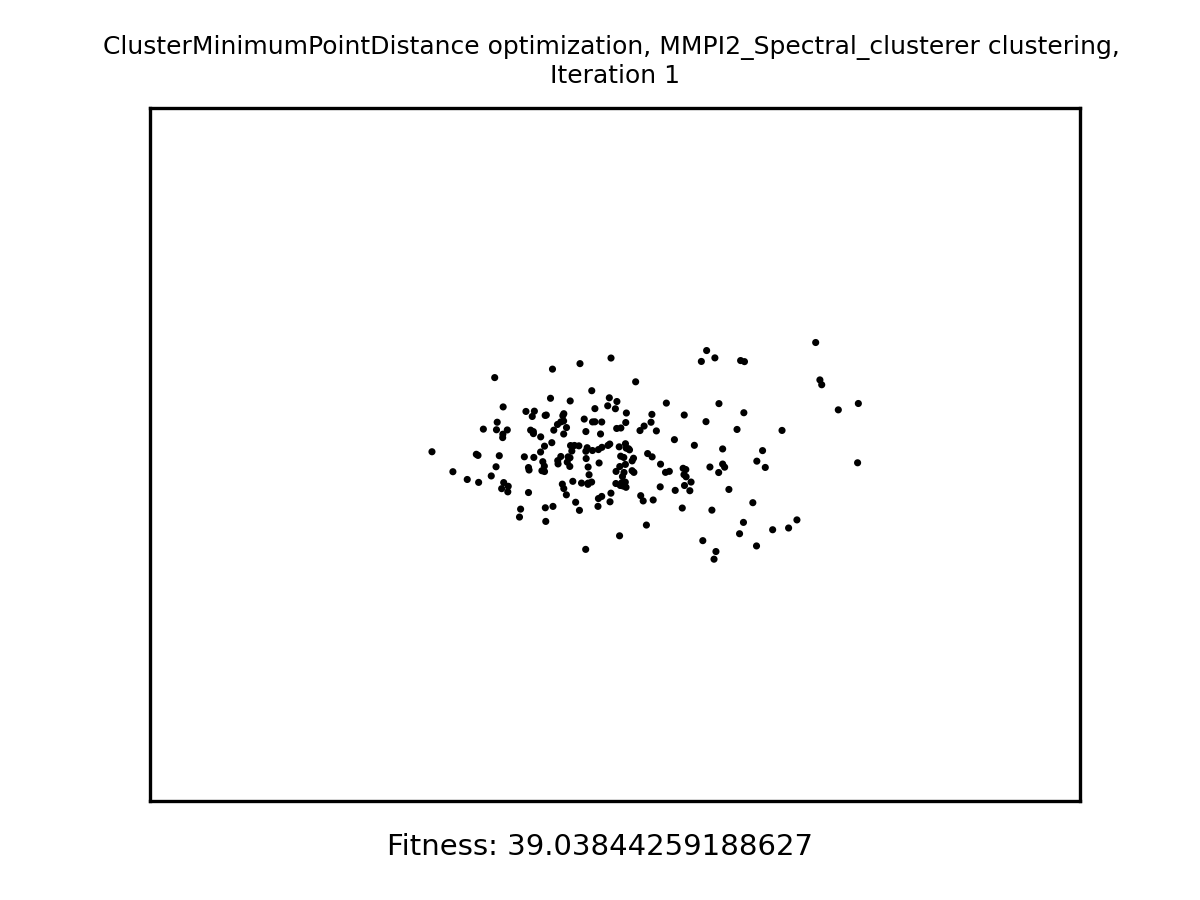 ClusterMinimumPointDistance optimization, MMPI2_Spectral_clusterer clustering,
Iteration 1
Fitness: 39.03844259188627